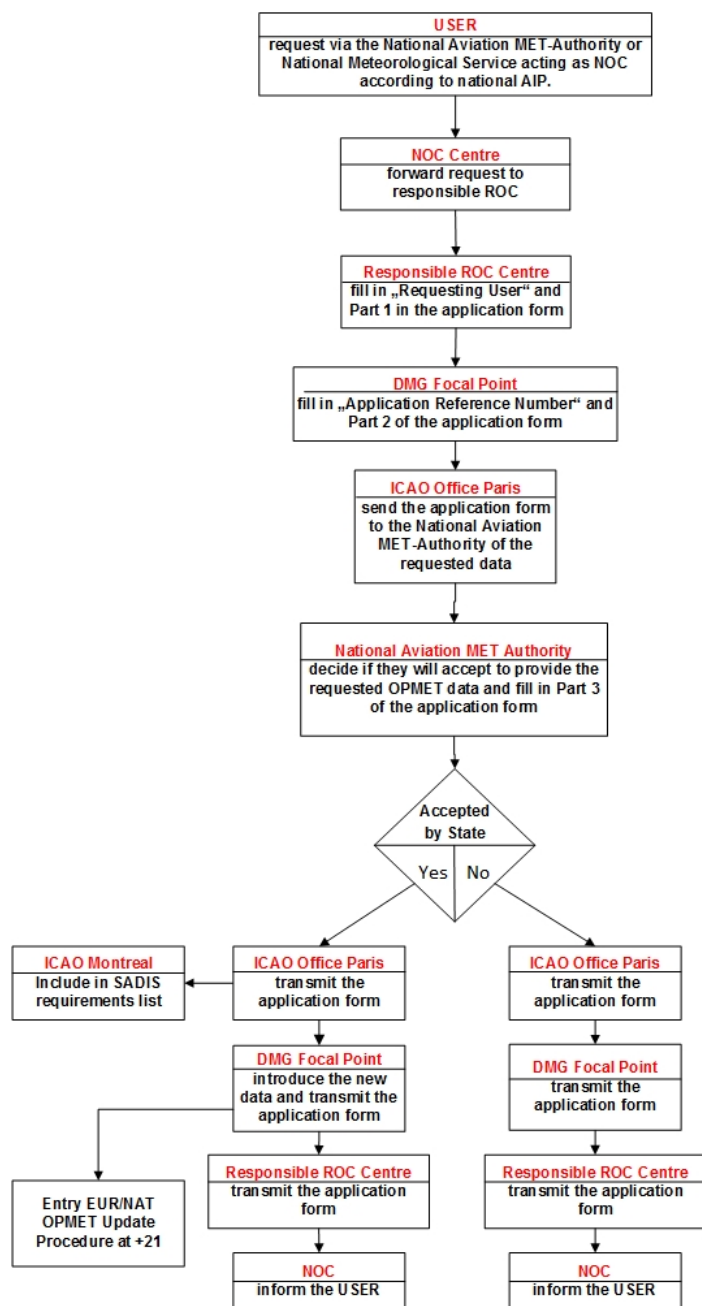 USER
request via the National Aviation MET-Authority or
National Meteorological Service acting as NOC
according to national AIP.
NOC Centre
forward request to
responsible ROC
Responsible ROC Centre
fill in „Requesting User“ and
Part 1 in the application form
DMG Focal Point
fill in „Application Reference Number“ and
Part 2 of the application form
ICAO Office Paris
send the application form
to the National Aviation
MET-Authority of the
requested data
National Aviation MET Authority
decide if they will accept to provide the
requested OPMET data and fill in Part 3
of the application form
Accepted
by State
Yes
No
ICAO Montreal
Include in SADIS
requirements list
ICAO Office Paris
transmit the
application form
ICAO Office Paris
transmit the
application form
DMG Focal Point
introduce the new
data and transmit the
application form
DMG Focal Point
transmit the
application form
Entry EUR/NAT
OPMET Update
Procedure at +21
Responsible ROC Centre
transmit the application
form
Responsible ROC Centre
transmit the application
form
NOC
inform the USER
NOC
inform the USER